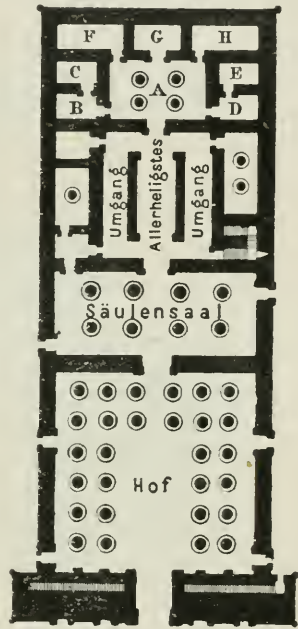 F G H
C A E
B D
Umgang
Allerheiligstes
Umgang
Säulensaal
Hof